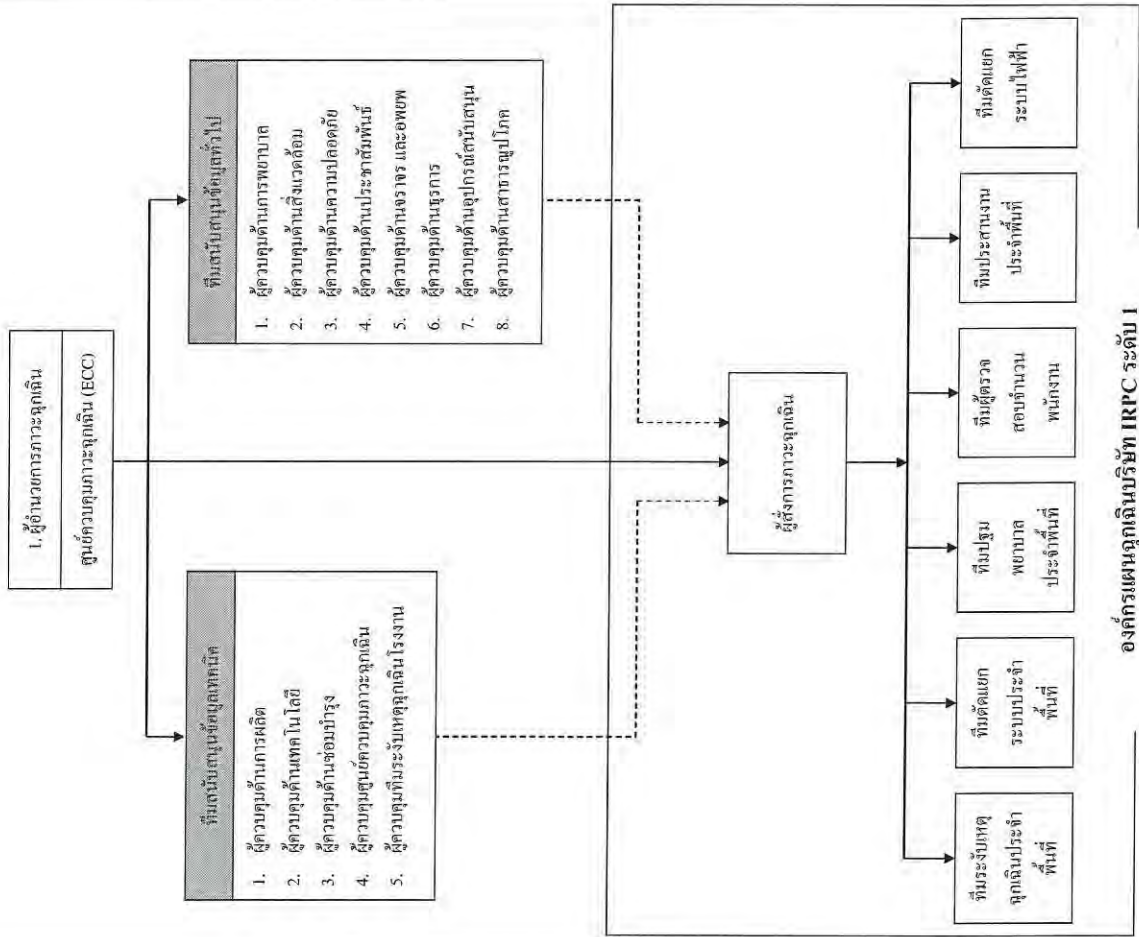 1. ผู้อำนวยการภาวะฉุกเฉิน
ศูนย์ควบคุมภาวะฉุกเฉิน (ECC)
ทีมสนับสนุนข้อมูลเทคนิค
1. ผู้ควบคุมด้านการผลิต
2. ผู้ควบคุมด้านเทคโนโลยี
3. ผู้ควบคุมด้านซ่อมบำรุง
4. ผู้ควบคุมศูนย์ควบคุมภาวะฉุกเฉิน
5. ผู้ควบคุมทีมระงับเหตุฉุกเฉินโรงงาน
ทีมสนับสนุนข้อมูลทั่วไป
1. ผู้ควบคุมด้านการพยาบาล
2. ผู้ควบคุมด้านสิ่งแวดล้อม
3. ผู้ควบคุมด้านความปลอดภัย
4. ผู้ควบคุมด้านประชาสัมพันธ์
5. ผู้ควบคุมด้านจราจร และอพยพ
6. ผู้ควบคุมด้านธุรการ
7. ผู้ควบคุมด้านอุปกรณ์สนับสนุน
8. ผู้ควบคุมด้านสาธารณูปโภค
ผู้สั่งการภาวะฉุกเฉิน
ทีมระงับเหตุ
ฉุกเฉินประจำ
พื้นที่
ทีมตัดแยก
ระบบประจำ
พื้นที่
ทีมปฐม
พยาบาล
ประจำพื้นที่
ทีมผู้ตรวจ
สอบจำนวน
พนักงาน
ทีมประสานงาน
ประจำพื้นที่
ทีมตัดแยก
ระบบไฟฟ้า
องค์กรแผนฉุกเฉินบริษัท IRPC ระดับ 1